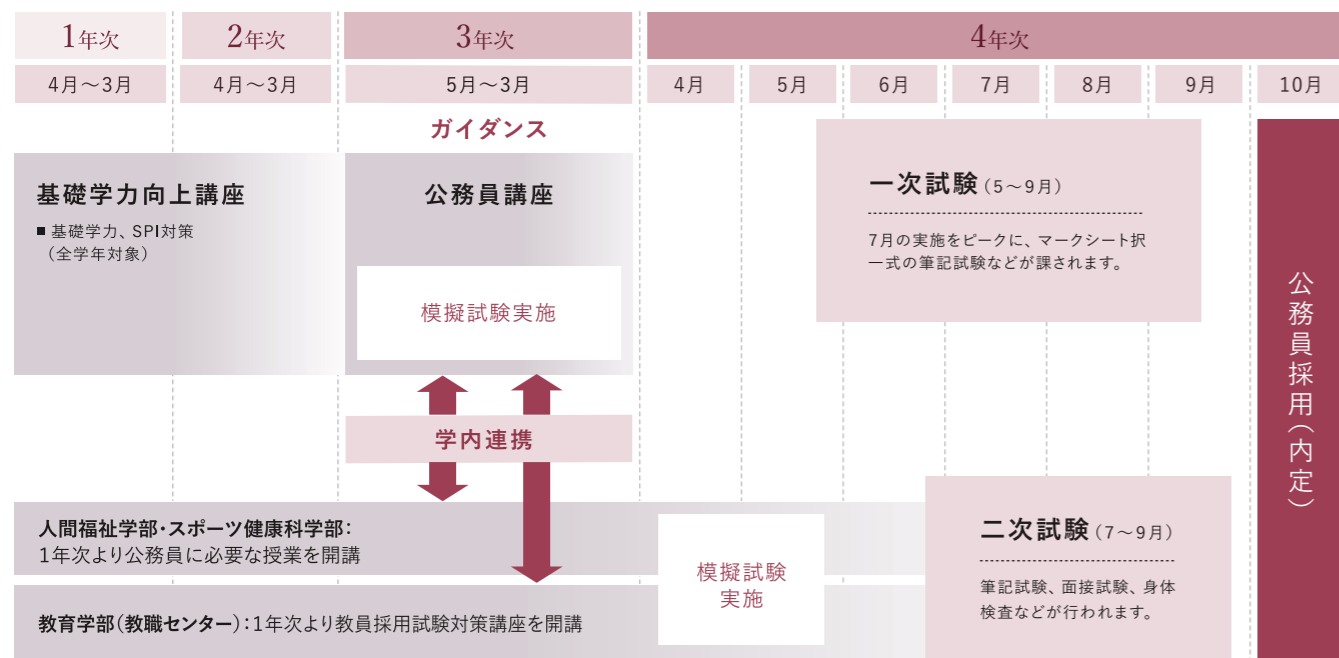 1年次
2年次
3年次
4年次
4月～3月
4月～3月
5月～3月
4月
5月
6月
7月
8月
9月
10月
ガイダンス
基礎学力向上講座
■ 基礎学力、SPI対策
（全学年対象）
公務員講座
模擬試験実施
一次試験（5～9月）
7月の実施をピークに、マークシート択
一式の筆記試験などが課されます。
公務員採用（内定）
学内連携
人間福祉学部・スポーツ健康科学部：
1年次より公務員に必要な授業を開講
教育学部（教職センター）：1年次より教員採用試験対策講座を開講
模擬試験
実施
二次試験（7～9月）
筆記試験、面接試験、身体
検査などが行われます。